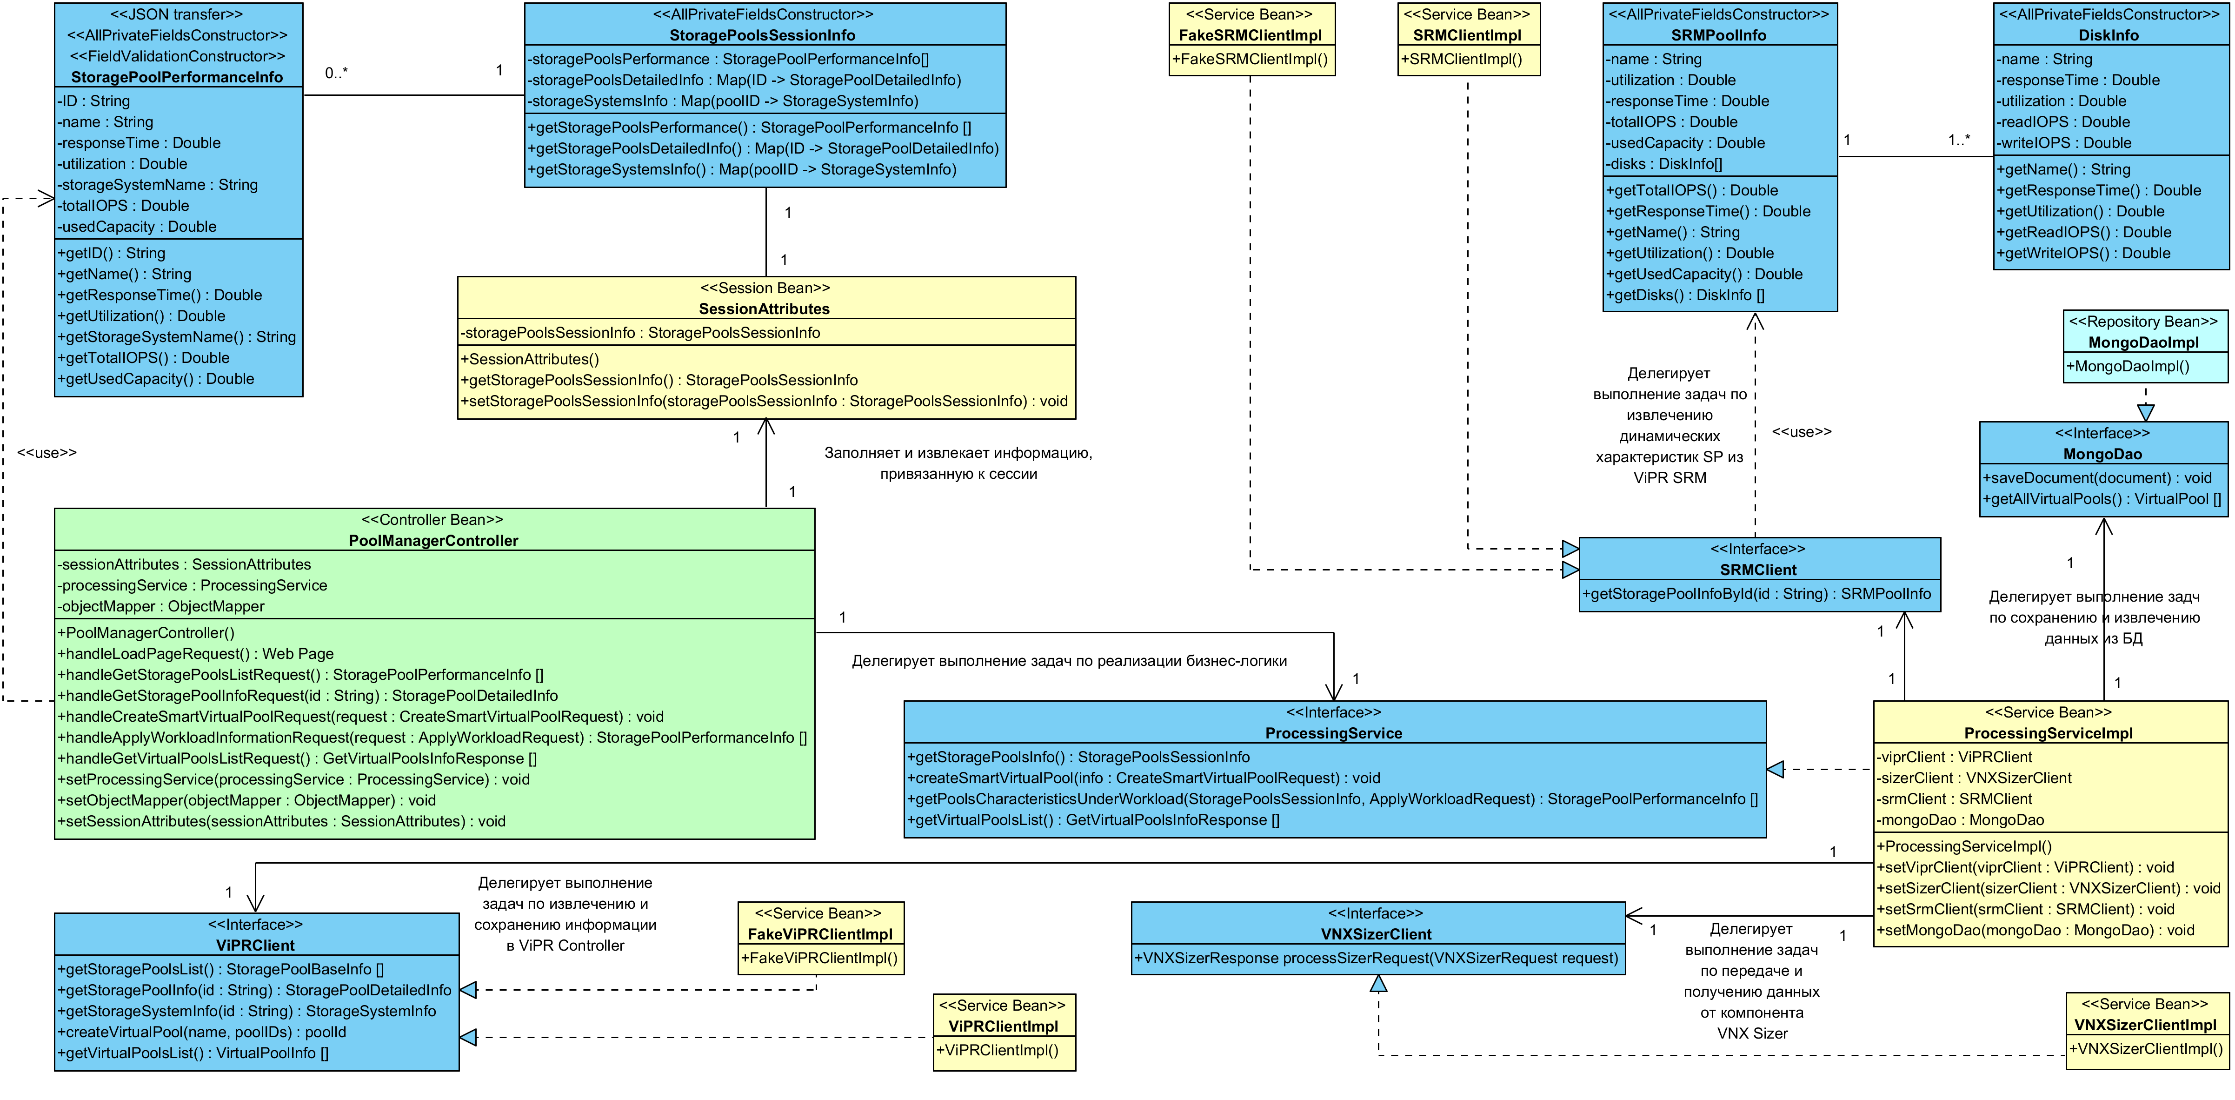 <<JSON transfer>>
<<AllPrivateFieldsConstructor>>
<<FieldValidationConstructor>>
StoragePoolPerformanceInfo
-ID : String
-name : String
-responseTime : Double
-utilization : Double
-storageSystemName : String
-totalIOPS : Double
-usedCapacity : Double
+getID() : String
+getName() : String
+getResponseTime() : Double
+getUtilization() : Double
+getStorageSystemName() : String
+getTotalIOPS() : Double
+getUsedCapacity() : Double
0..*
1
<<AllPrivateFieldsConstructor>>
StoragePoolsSessionInfo
-storagePoolsPerformance : StoragePoolPerformanceInfo[]
-storagePoolsDetailedInfo : Map(ID -> StoragePoolDetailedInfo)
-storageSystemsInfo : Map(poolID -> StorageSystemInfo)
+getStoragePoolsPerformance() : StoragePoolPerformanceInfo []
+getStoragePoolsDetailedInfo() : Map(ID -> StoragePoolDetailedInfo)
+getStorageSystemsInfo() : Map(poolID -> StorageSystemInfo)
1
1
<<Session Bean>>
SessionAttributes
-storagePoolsSessionInfo : StoragePoolsSessionInfo
+SessionAttributes()
+getStoragePoolsSessionInfo() : StoragePoolsSessionInfo
+setStoragePoolsSessionInfo(storagePoolsSessionInfo : StoragePoolsSessionInfo) : void
1
Заполняет и извлекает информацию,
привязанную к сессии
1
<<use>>
<<Service Bean>>
FakeSRMClientImpl
+FakeSRMClientImpl()
<<Service Bean>>
SRMClientImpl
+SRMClientImpl()
<<AllPrivateFieldsConstructor>>
SRMPoolInfo
-name : String
-utilization : Double
-responseTime : Double
-totalIOPS : Double
-usedCapacity : Double
-disks : DiskInfo[]
+getTotalIOPS() : Double
+getResponseTime() : Double
+getName() : String
+getUtilization() : Double
+getUsedCapacity() : Double
+getDisks() : DiskInfo []
1
1..*
<<AllPrivateFieldsConstructor>>
DiskInfo
-name : String
-responseTime : Double
-utilization : Double
-readIOPS : Double
-writeIOPS : Double
+getName() : String
+getResponseTime() : Double
+getUtilization() : Double
+getReadIOPS() : Double
+getWriteIOPS() : Double
<<Repository Bean>>
MongoDaoImpl
+MongoDaoImpl()
<<Interface>>
MongoDao
+saveDocument(document) : void
+getAllVirtualPools() : VirtualPool []
Делегирует
выполнение задач по
извлечению
динамических
характеристик SP из
ViPR SRM
<<use>>
<<Interface>>
SRMClient
+getStoragePoolInfoById(id : String) : SRMPoolInfo
1
1
1
Делегирует выполнение задч
по сохранению и извлечению
данных из БД
1
<<Controller Bean>>
PoolManagerController
-sessionAttributes : SessionAttributes
-processingService : ProcessingService
-objectMapper : ObjectMapper
+PoolManagerController()
+handleLoadPageRequest() : Web Page
+handleGetStoragePoolsListRequest() : StoragePoolPerformanceInfo []
+handleGetStoragePoolInfoRequest(id : String) : StoragePoolDetailedInfo
+handleCreateSmartVirtualPoolRequest(request : CreateSmartVirtualPoolRequest) : void
+handleApplyWorkloadInformationRequest(request : ApplyWorkloadRequest) : StoragePoolPerformanceInfo []
+handleGetVirtualPoolsListRequest() : GetVirtualPoolsInfoResponse []
+setProcessingService(processingService : ProcessingService) : void
+setObjectMapper(objectMapper : ObjectMapper) : void
+setSessionAttributes(sessionAttributes : SessionAttributes) : void
1
Делегирует выполнение задач по реализации бизнес-логики
1
<<Interface>>
ProcessingService
+getStoragePoolsInfo() : StoragePoolsSessionInfo
+createSmartVirtualPool(info : CreateSmartVirtualPoolRequest) : void
+getPoolsCharacteristicsUnderWorkload(StoragePoolsSessionInfo, ApplyWorkloadRequest) : StoragePoolPerformanceInfo []
+getVirtualPoolsList() : GetVirtualPoolsInfoResponse []
<<Service Bean>>
ProcessingServiceImpl
-viprClient : ViPRClient
-sizerClient : VNXSizerClient
-srmClient : SRMClient
-mongoDao : MongoDao
+ProcessingServiceImpl()
+setViprClient(viprClient : ViPRClient) : void
+setSizerClient(sizerClient : VNXSizerClient) : void
+setSrmClient(srmClient : SRMClient) : void
+setMongoDao(mongoDao : MongoDao) : void
1
1
Делегирует выполнение
задач по извлечению и
сохранению информации
в ViPR Controller
<<Interface>>
ViPRClient
+getStoragePoolsList() : StoragePoolBaseInfo []
+getStoragePoolInfo(id : String) : StoragePoolDetailedInfo
+getStorageSystemInfo(id : String) : StorageSystemInfo
+createVirtualPool(name, poolIDs) : poolId
+getVirtualPoolsList() : VirtualPoolInfo []
<<Service Bean>>
FakeViPRClientImpl
+FakeViPRClientImpl()
<<Service Bean>>
ViPRClientImpl
+ViPRClientImpl()
<<Interface>>
VNXSizerClient
+VNXSizerResponse processSizerRequest(VNXSizerRequest request)
1
1
Делегирует
выполнение задач
по передаче и
получению данных
от компонента
VNX Sizer
<<Service Bean>>
VNXSizerClientImpl
+VNXSizerClientImpl()